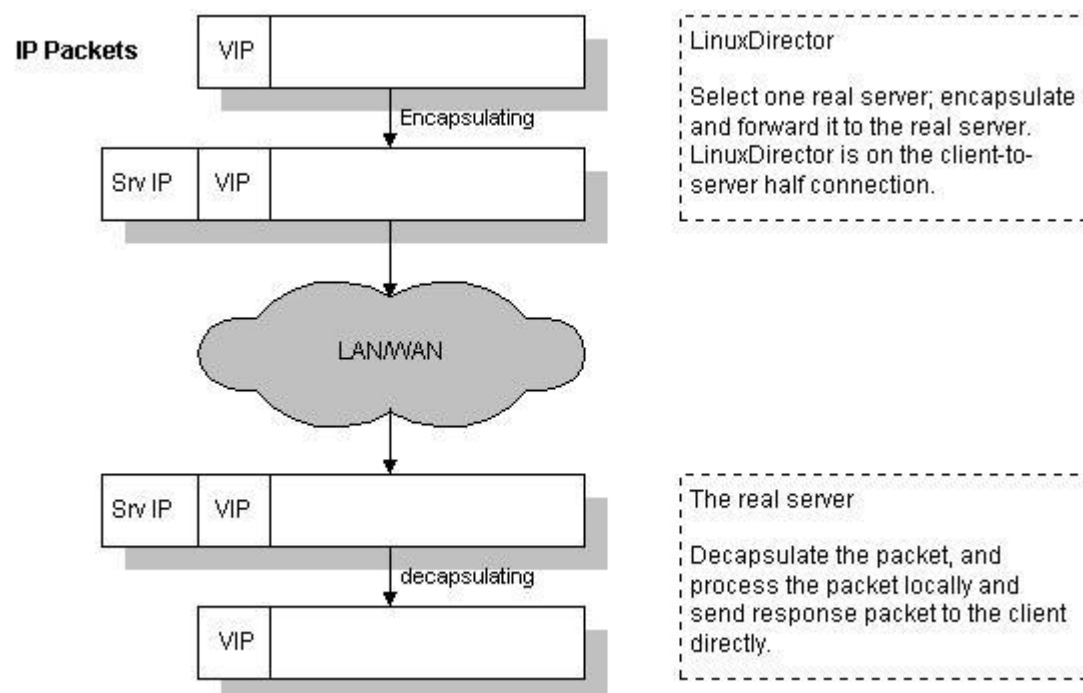 IP Packets
VIP
Encapsulating
Srv IP VIP
LAN/WAN
Srv IP VIP
decapsulating
VIP
LinuxDirector
Select one real server; encapsulate
and forward it to the real server.
LinuxDirector is on the client-to-
server half connection.
The real server
Decapsulate the packet, and
process the packet locally and
send response packet to the client
directly.